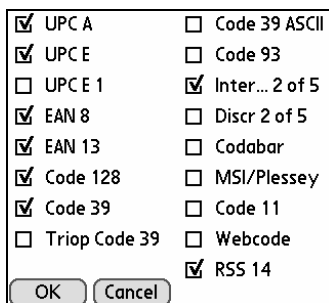 UPC A
UPC E
UPC E 1
EAN 8
EAN 13
Code 128
Code 39
Triop Code 39
Code 39 ASCII
Code 93
Inter... 2 of 5
Discr 2 of 5
Codabar
MSI/Plessey
Code 11
Webcode
RSS 14
OK
Cancel